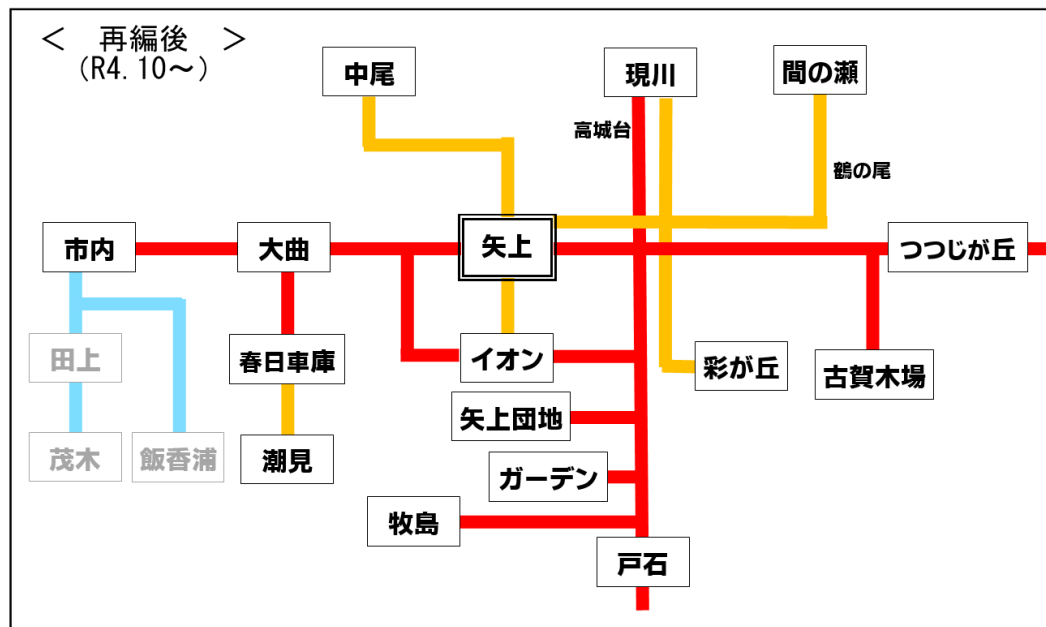 ＜ 再編後 ＞
(R4.10～)
中尾
現川
間の瀬
高城台
鶴の尾
市内
大曲
矢上
つつじが丘
田上
春日車庫
イオン
彩が丘
古賀木場
矢上団地
茂木
飯香浦
潮見
ガーデン
牧島
戸石